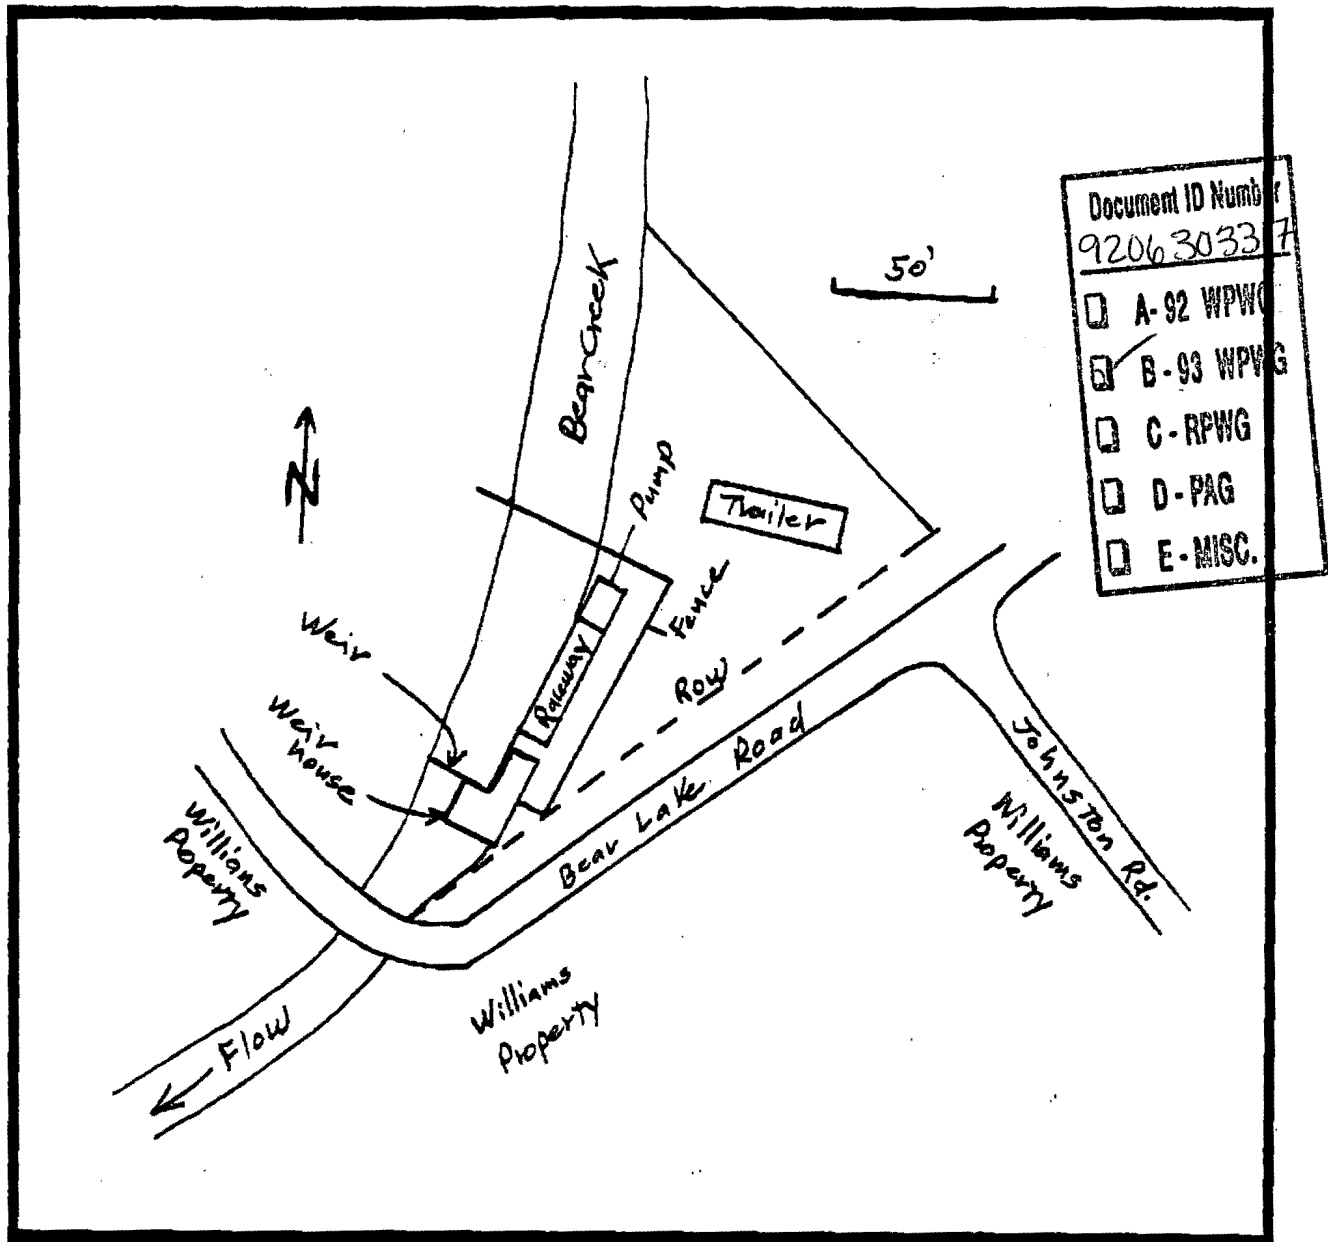 Document ID Number
920630337
A-92 WPWG
B-93 WPWG
C-RPWG
D-PAG
E-MISC.
50'
Bear Creek
N
Pump
Trailer
Fence
Weir
Raceway
Row
Weir
house
Bear Lake Road
Johnston Rd.
Williams
Property
Williams
Property
Williams
Property
Flow